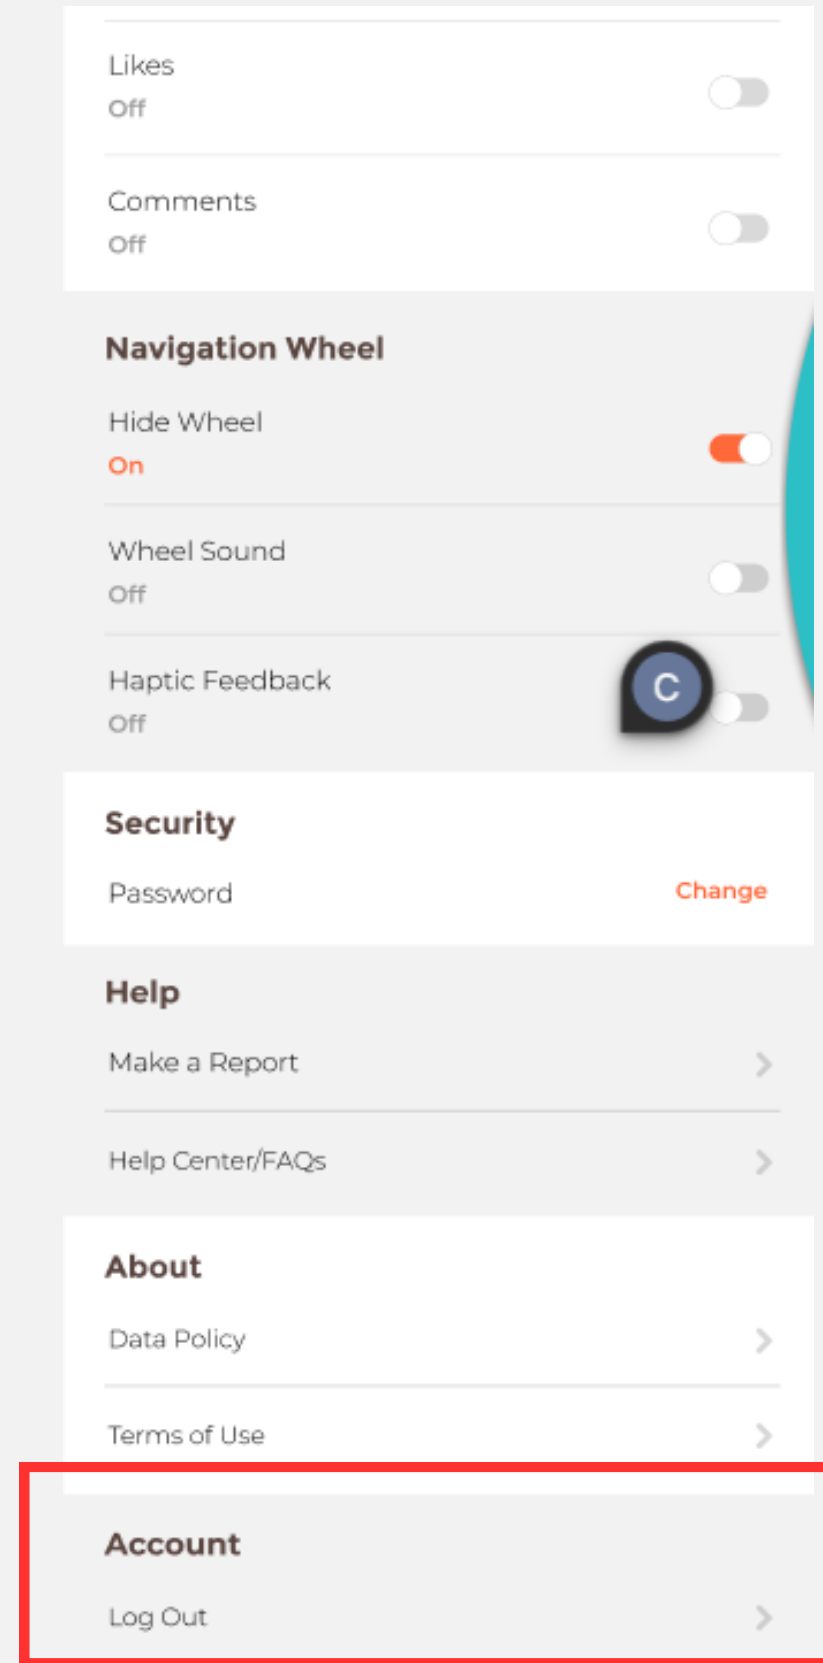 Likes
Off
Comments
Off
Navigation Wheel
Hide Wheel
On
Wheel Sound
Off
Haptic Feedback
Off
C
Security
Password Change
Help
Make a Report
Help Center/FAQs
About
Data Policy
Terms of Use
Account
Log Out